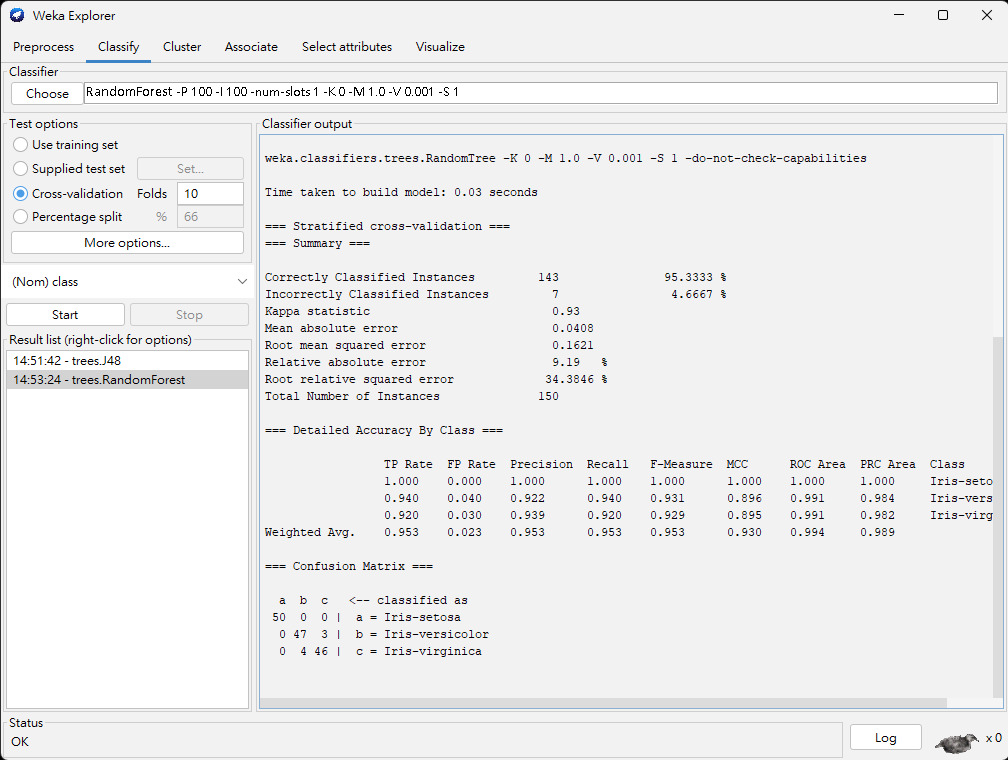 Weka Explorer
Preprocess Classify Cluster Associate Select attributes Visualize
Classifier
Choose RandomForest -P 100 -I 100 -num-slots 1 -K 0 -M 1.0 -V 0.001 -S 1
Test options
Use training set
Supplied test set Set...
Cross-validation Folds 10
Percentage split % 66
More options...
(Nom) class
Start Stop
Result list (right-click for options)
14:51:42 - trees.J48
14:53:24 - trees.RandomForest
Classifier output
weka.classifiers.trees.RandomTree -K 0 -M 1.0 -V 0.001 -S 1 -do-not-check-capabilities
Time taken to build model: 0.03 seconds
=== Stratified cross-validation ===
=== Summary ===
Correctly Classified Instances 143 95.3333 %
Incorrectly Classified Instances 7 4.6667 %
Kappa statistic 0.93
Mean absolute error 0.0408
Root mean squared error 0.1621
Relative absolute error 9.19 %
Root relative squared error 34.3846 %
Total Number of Instances 150
=== Detailed Accuracy By Class ===
TP Rate FP Rate Precision Recall F-Measure MCC ROC Area PRC Area Class
1.000 0.000 1.000 1.000 1.000 1.000 1.000 1.000 Iris-seto
0.940 0.040 0.922 0.940 0.931 0.896 0.991 0.984 Iris-vers
0.920 0.030 0.939 0.920 0.929 0.895 0.991 0.982 Iris-virg
Weighted Avg. 0.953 0.023 0.953 0.953 0.953 0.930 0.994 0.989
=== Confusion Matrix ===
a b c <-- classified as
50 0 0 | a = Iris-setosa
0 47 3 | b = Iris-versicolor
0 4 46 | c = Iris-virginica
Status
OK
Log x 0